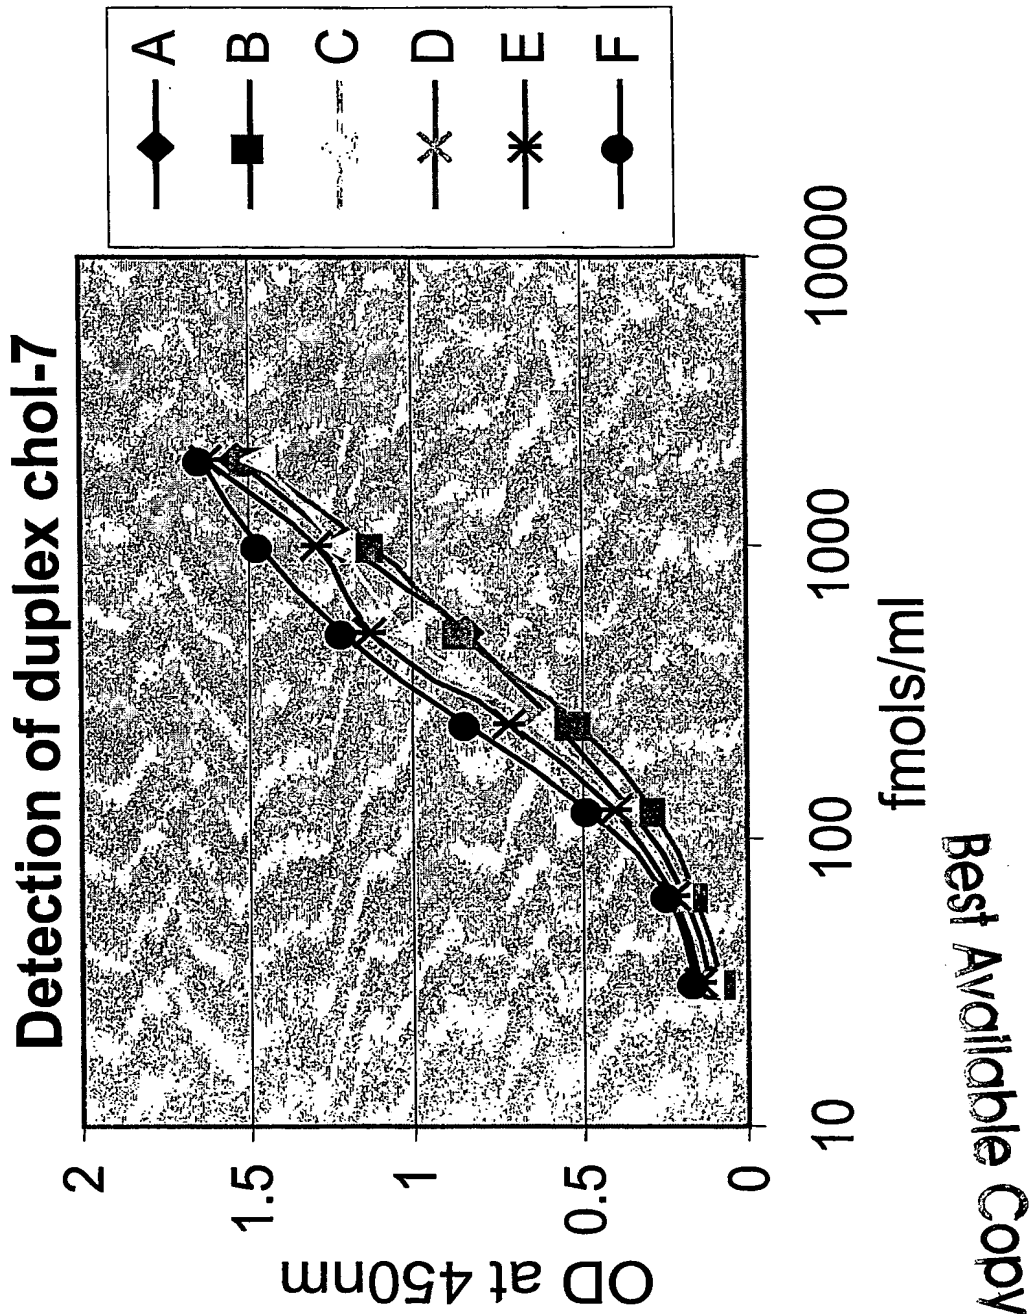 Detection of duplex chol-7
OD at 450nm
2
1.5
1
0.5
0
10
100
1000
10000
fmols/ml
A
B
C
D
E
F
Best Available Copy